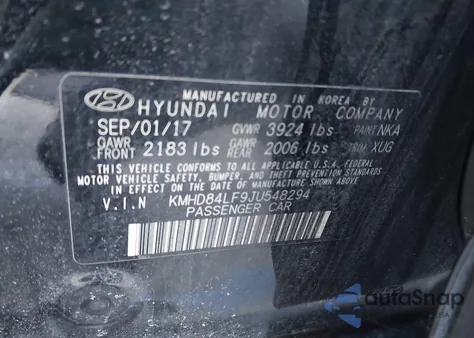 MANUFACTURED IN KOREA BY
HYUNDAI MOTOR COMPANY
SEP/01/17 GVWR 3924 lbs PAINT NKA
GAWR FRONT 2183 lbs GAWR REAR 2006 lbs TRIM XUG
THIS VEHICLE CONFORMS TO ALL APPLICABLE U.S.A. FEDERAL
MOTOR VEHICLE SAFETY, BUMPER, AND THEFT PREVENTION STANDARDS
IN EFFECT ON THE DATE OF MANUFACTURE SHOWN ABOVE.
V.I.N KMHD84LF9JU548294
PASSENGER CAR
autoSnap